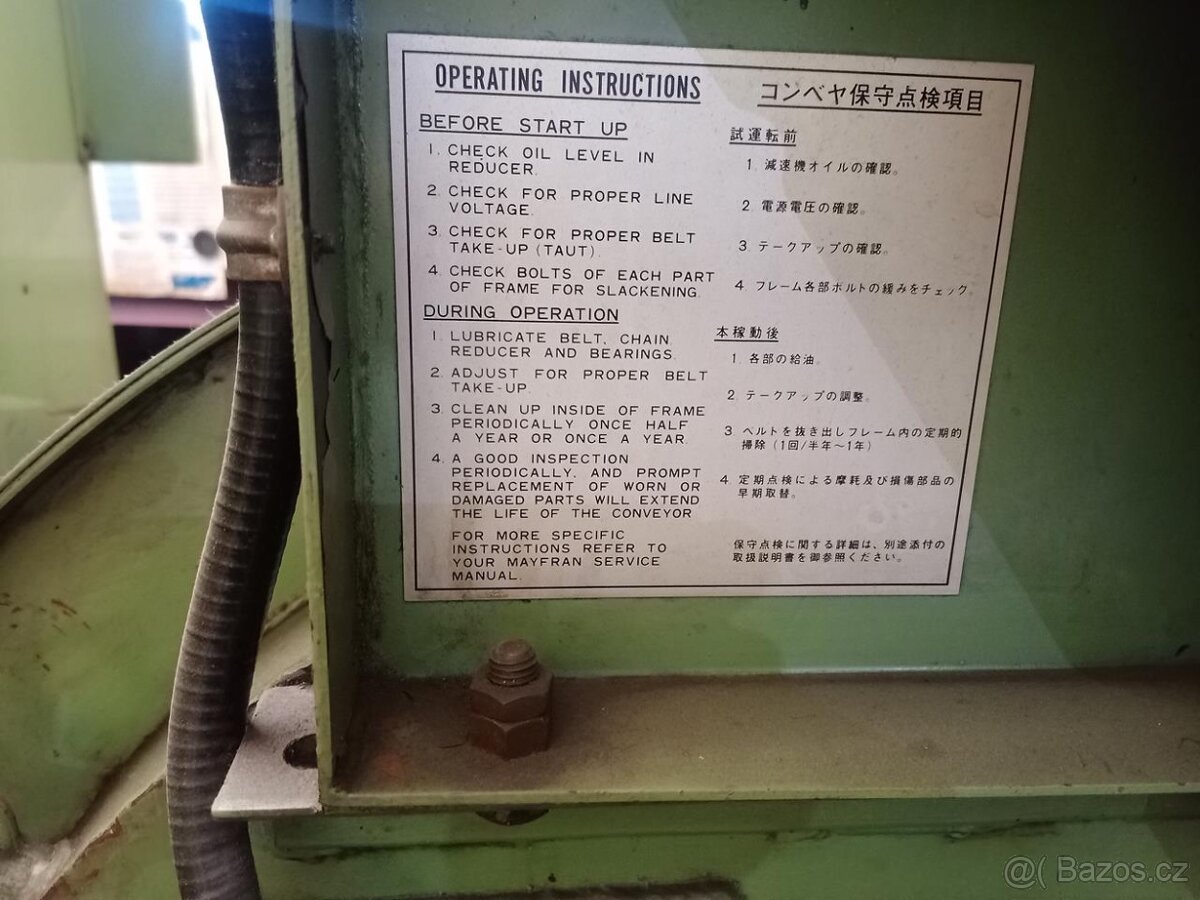 OPERATING INSTRUCTIONS
BEFORE START UP
1. CHECK OIL LEVEL IN
REDUCER.
2. CHECK FOR PROPER LINE
VOLTAGE.
3. CHECK FOR PROPER BELT
TAKE-UP (TAUT).
4. CHECK BOLTS OF EACH PART
OF FRAME FOR SLACKENING.
DURING OPERATION
1. LUBRICATE BELT, CHAIN
REDUCER AND BEARINGS.
2. ADJUST FOR PROPER BELT
TAKE-UP.
3. CLEAN UP INSIDE OF FRAME
PERIODICALLY ONCE HALF
A YEAR OR ONCE A YEAR.
4. A GOOD INSPECTION
PERIODICALLY, AND PROMPT
REPLACEMENT OF WORN OR
DAMAGED PARTS WILL EXTEND
THE LIFE OF THE CONVEYOR
FOR MORE SPECIFIC
INSTRUCTIONS REFER TO
YOUR MAYFRAN SERVICE
MANUAL.
コンベヤ保守点検項目
試運転前
1. 減速機オイルの確認。
2. 電源電圧の確認。
3. テークアップの確認。
4. フレーム各部ボルトの緩みをチェック。
本稼動後
1. 各部の給油。
2. テークアップの調整。
3. ベルトを抜き出しフレーム内の定期的
掃除（1回/半年～1年）
4. 定期点検による摩耗及び損傷部品の
早期取替。
保守点検に関する詳細は、別途添付の
取扱説明書を御参照ください。
@( Bazos.cz